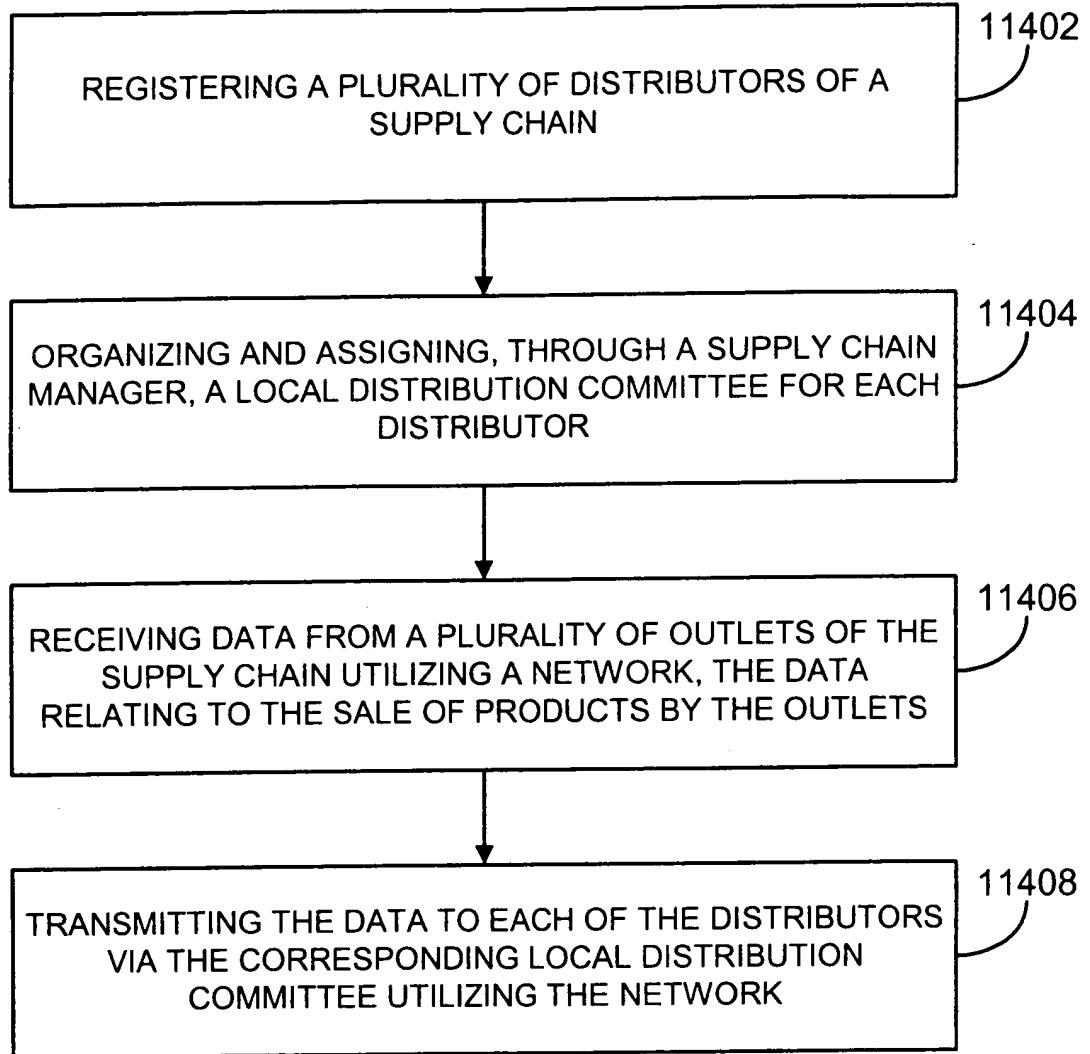 11402
REGISTERING A PLURALITY OF DISTRIBUTORS OF A
SUPPLY CHAIN
11404
ORGANIZING AND ASSIGNING, THROUGH A SUPPLY CHAIN
MANAGER, A LOCAL DISTRIBUTION COMMITTEE FOR EACH
DISTRIBUTOR
11406
RECEIVING DATA FROM A PLURALITY OF OUTLETS OF THE
SUPPLY CHAIN UTILIZING A NETWORK, THE DATA
RELATING TO THE SALE OF PRODUCTS BY THE OUTLETS
11408
TRANSMITTING THE DATA TO EACH OF THE DISTRIBUTORS
VIA THE CORRESPONDING LOCAL DISTRIBUTION
COMMITTEE UTILIZING THE NETWORK